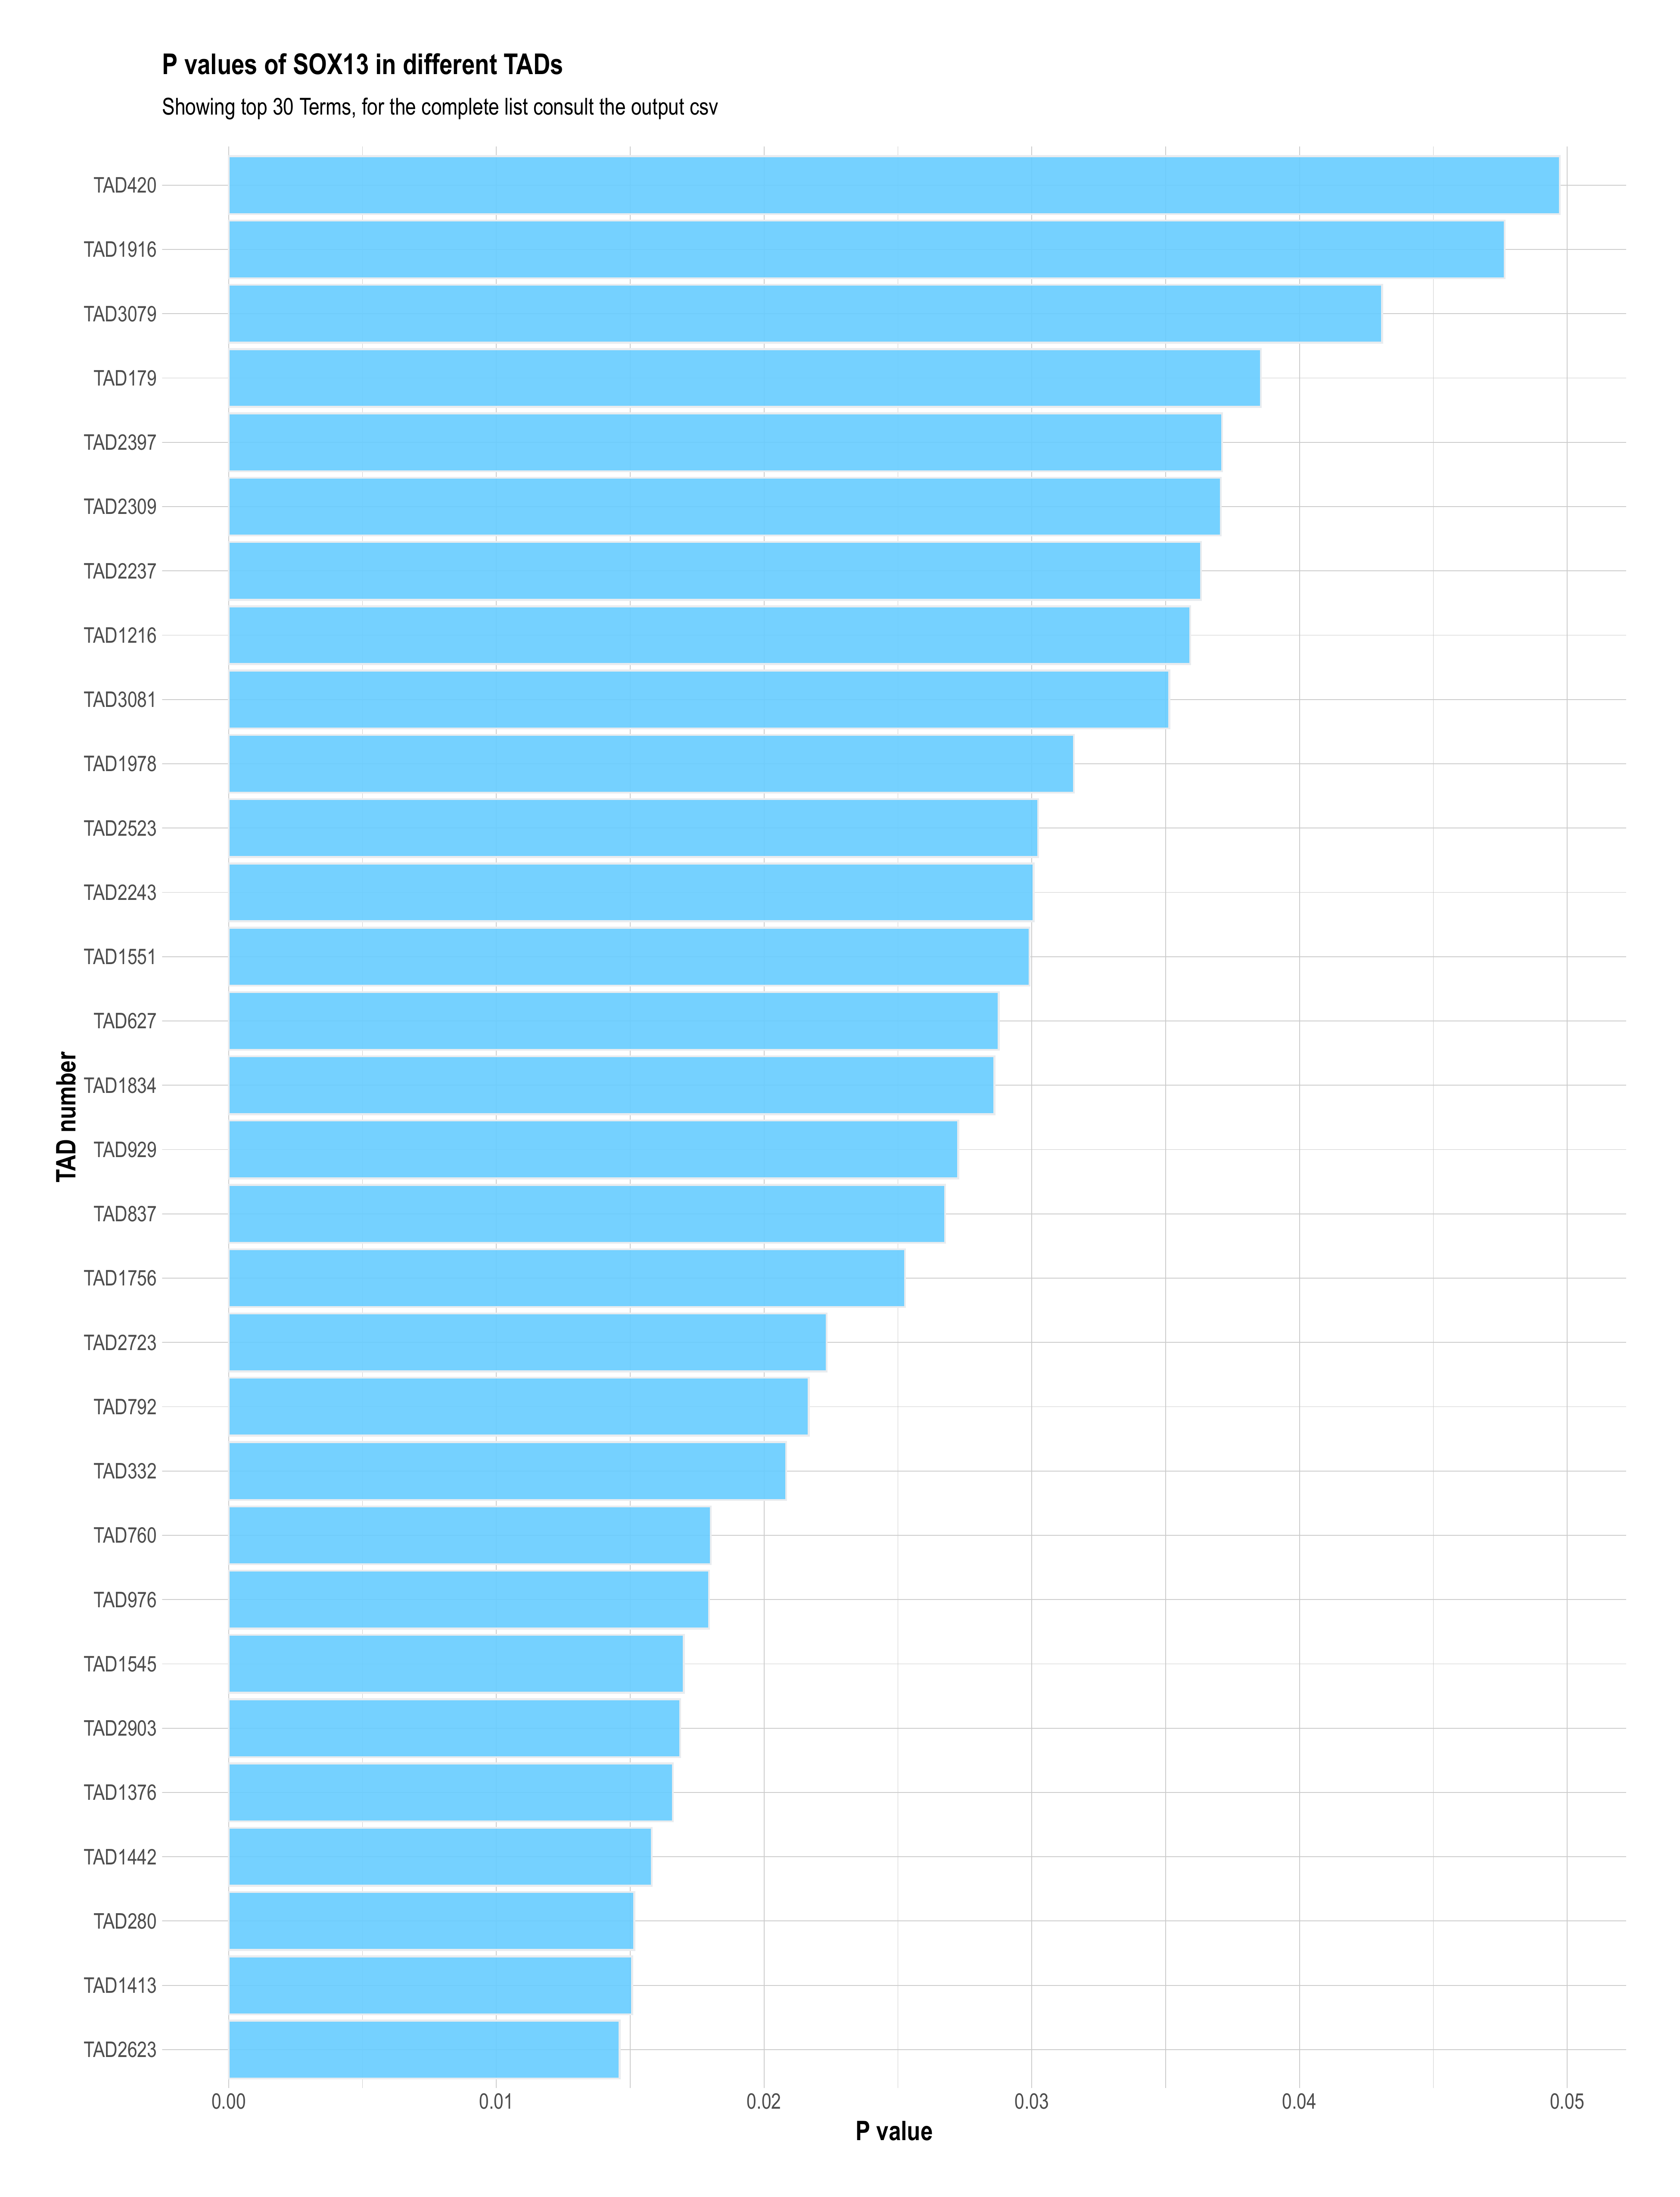 P values of SOX13 in different TADs
Showing top 30 Terms, for the complete list consult the output csv
TAD420
TAD1916
TAD3079
TAD179
TAD2397
TAD2309
TAD2237
TAD1216
TAD3081
TAD1978
TAD2523
TAD2243
TAD1551
TAD627
TAD1834
TAD929
TAD837
TAD1756
TAD2723
TAD792
TAD332
TAD760
TAD976
TAD1545
TAD2903
TAD1376
TAD1442
TAD280
TAD1413
TAD2623
TAD number
0.00 0.01 0.02 0.03 0.04 0.05
P value